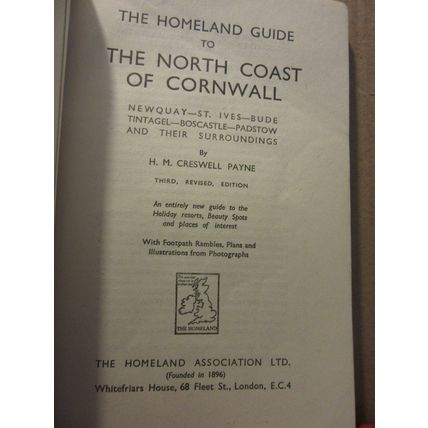 THE HOMELAND GUIDE
TO
THE NORTH COAST
OF CORNWALL
NEWQUAY—ST. IVES—BUDE
TINTAGEL—BOSCASTLE—PADSTOW
AND THEIR SURROUNDINGS
By
H. M. CRESWELL PAYNE
THIRD, REVISED, EDITION
An entirely new guide to the
Holiday resorts, Beauty Spots
and places of interest
With Footpath Rambles, Plans and
Illustrations from Photographs
THE HOMELAND
THE HOMELAND ASSOCIATION LTD.
(Founded in 1896)
Whitefriars House, 68 Fleet St., London, E.C.4